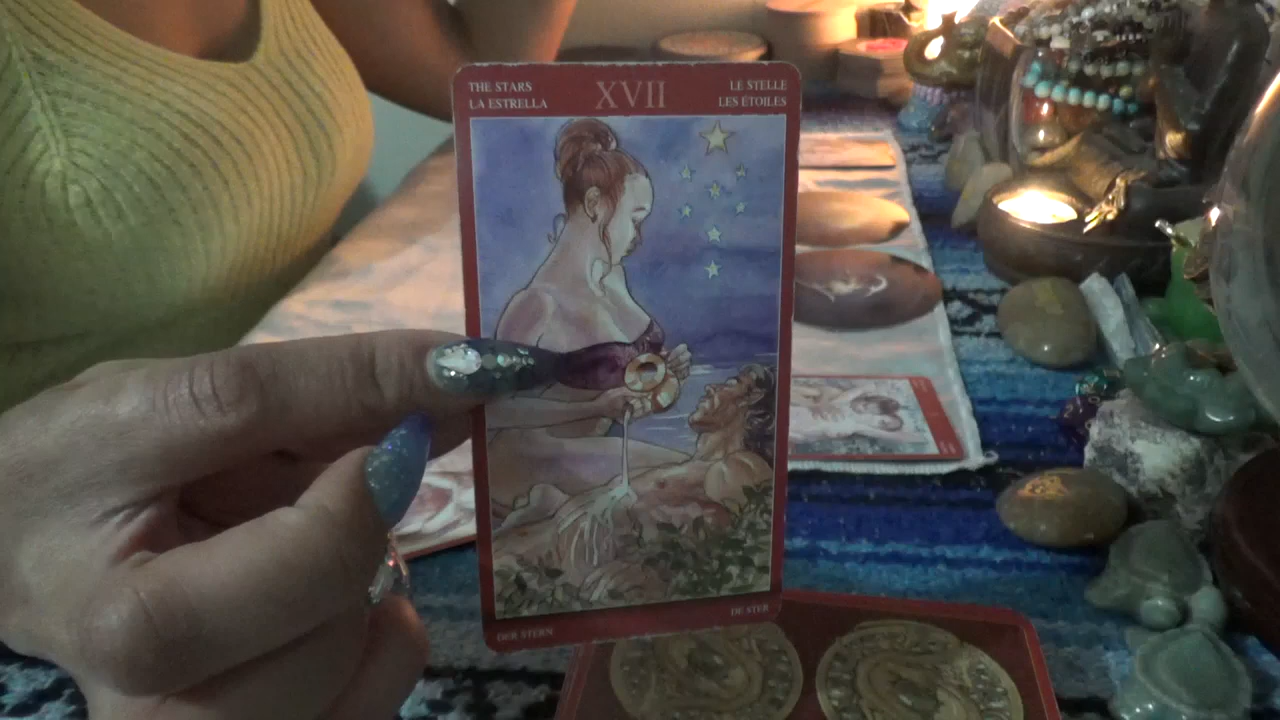 THE STARS
LA ESTRELLA
XVII
LE STELLE
LES ÉTOILES
DER STERN
DE STER